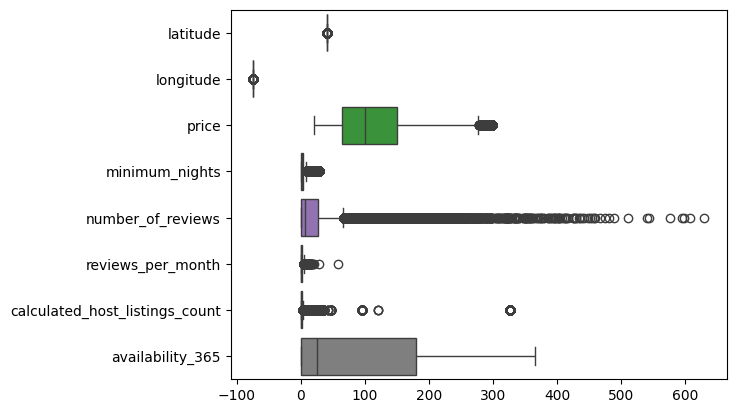 latitude
longitude
price
minimum_nights
number_of_reviews
reviews_per_month
calculated_host_listings_count
availability_365
−100 0 100 200 300 400 500 600